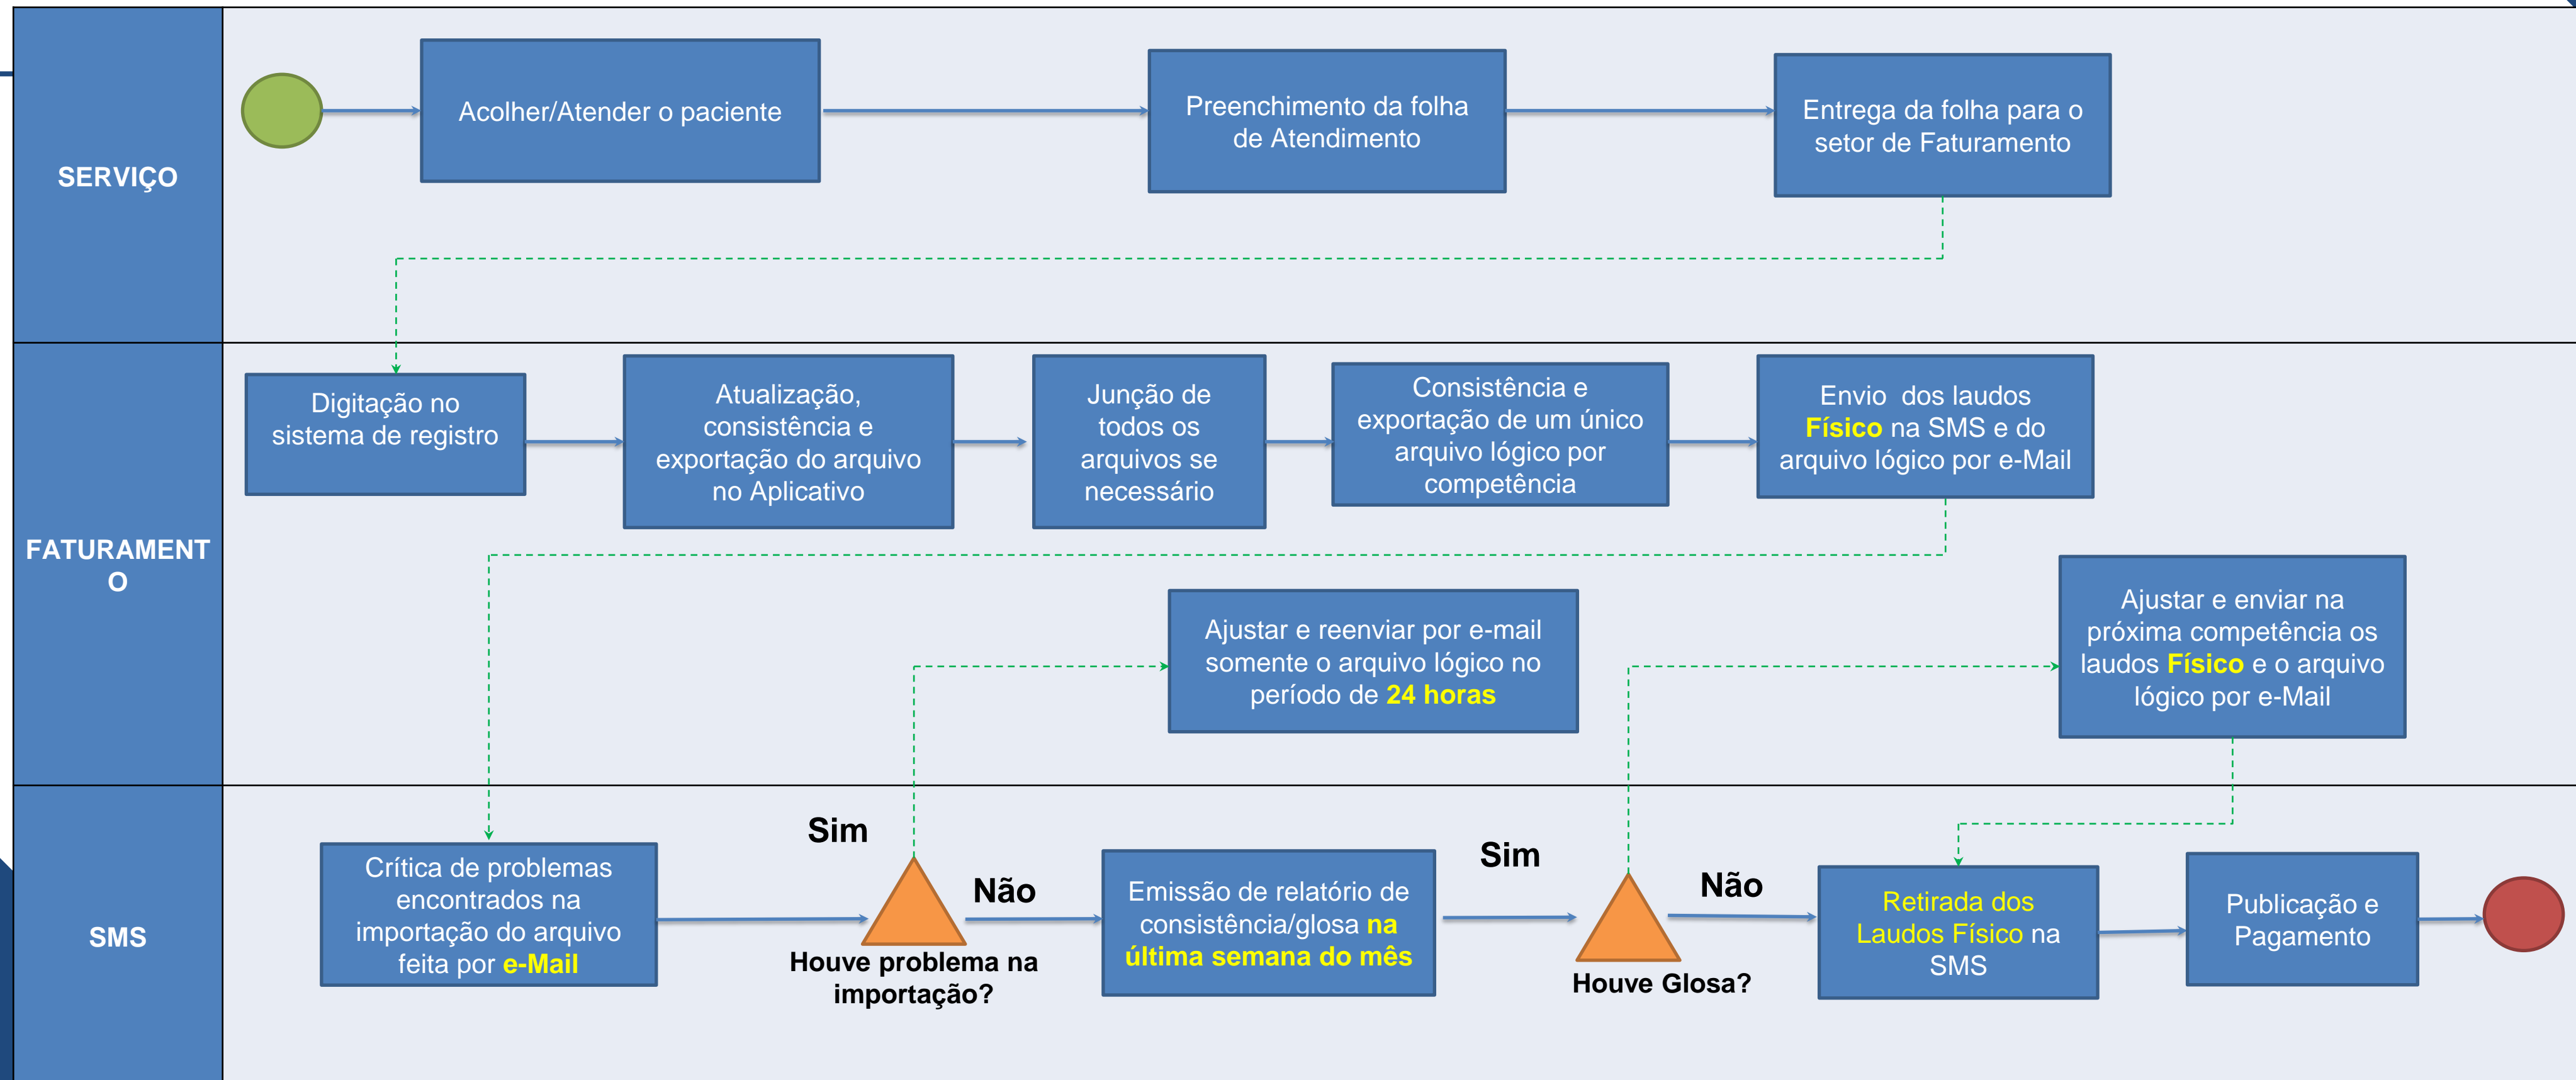 SERVIÇO
Acolher/Atender o paciente
Preenchimento da folha
de Atendimento
Entrega da folha para o
setor de Faturamento
FATURAMENT
O
Digitação no
sistema de registro
Atualização,
consistência e
exportação do arquivo
no Aplicativo
Junção de
todos os
arquivos se
necessário
Consistência e
exportação de um único
arquivo lógico por
competência
Envio dos laudos
Físico na SMS e do
arquivo lógico por e-Mail
Ajustar e reenviar por e-mail
somente o arquivo lógico no
período de 24 horas
Ajustar e enviar na
próxima competência os
laudos Físico e o arquivo
lógico por e-Mail
SMS
Crítica de problemas
encontrados na
importação do arquivo
feita por e-Mail
Sim
Não
Houve problema na
importação?
Emissão de relatório de
consistência/glosa na
última semana do mês
Sim
Não
Houve Glosa?
Retirada dos
Laudos Físico na
SMS
Publicação e
Pagamento